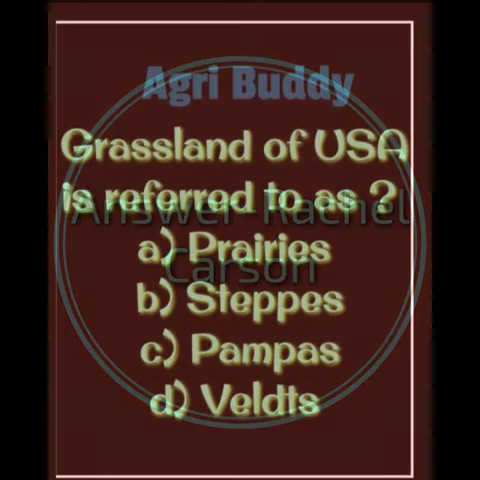 Agri Buddy
Grassland of USA
is referred to as ?
Answer- Rachel
a) Prairies
Carson
b) Steppes
c) Pampas
d) Veldts